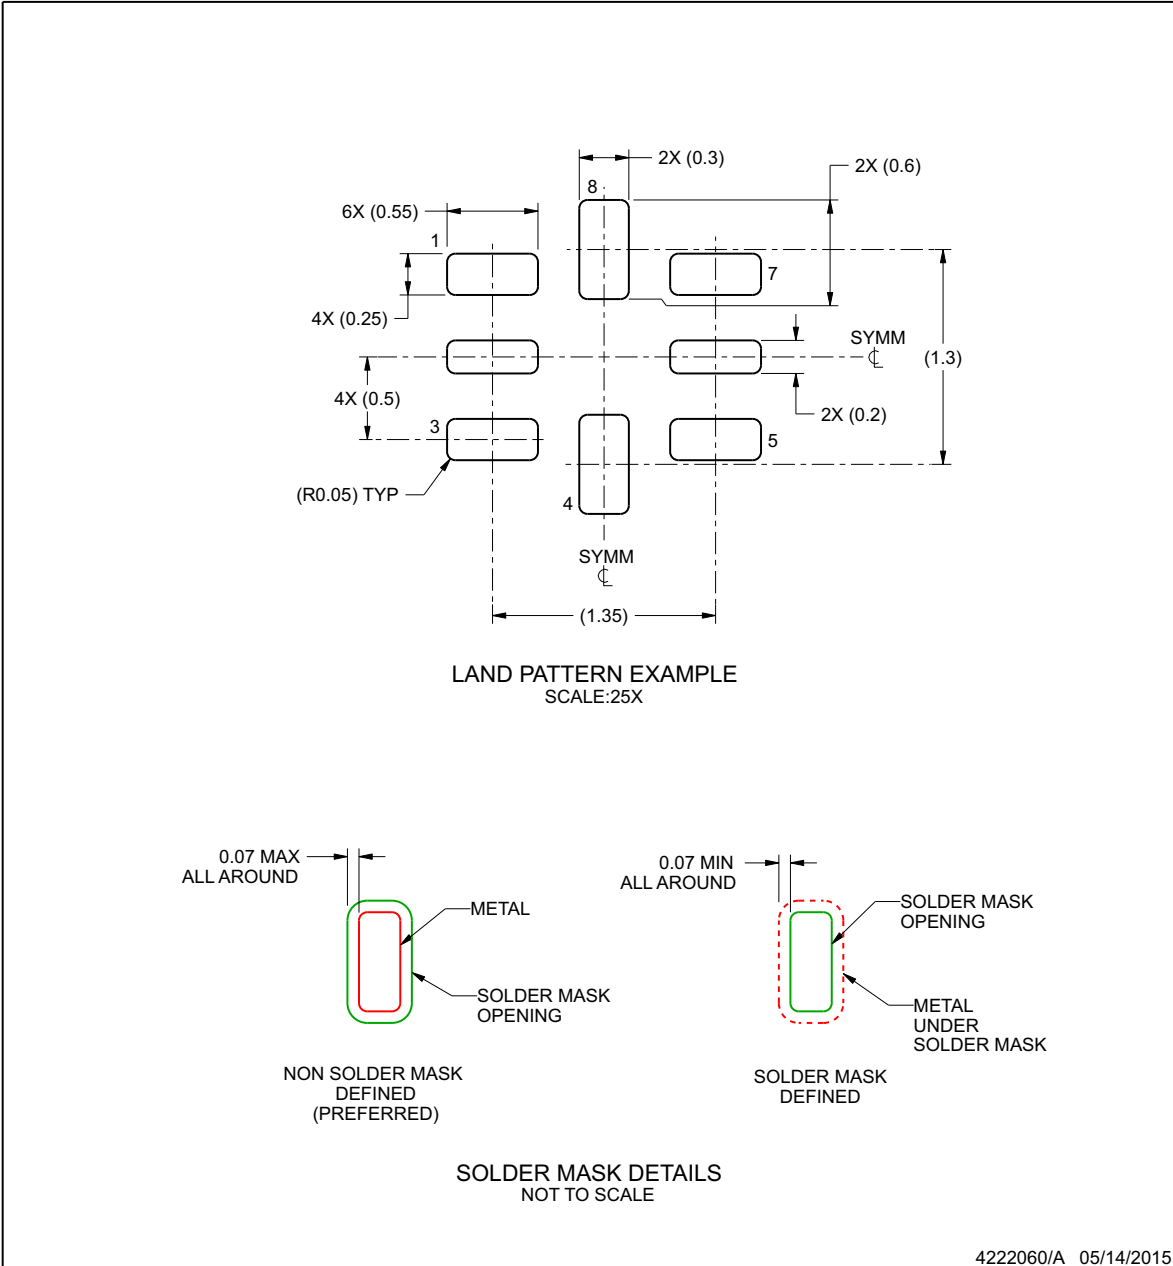 2X (0.3)
2X (0.6)
8
6X (0.55)
1
7
4X (0.25)
SYMM
℄
(1.3)
4X (0.5)
2X (0.2)
3
5
(R0.05) TYP
4
SYMM
℄
(1.35)
LAND PATTERN EXAMPLE
SCALE:25X
0.07 MAX
ALL AROUND
METAL
SOLDER MASK
OPENING
NON SOLDER MASK
DEFINED
(PREFERRED)
0.07 MIN
ALL AROUND
SOLDER MASK
OPENING
METAL
UNDER
SOLDER MASK
SOLDER MASK
DEFINED
SOLDER MASK DETAILS
NOT TO SCALE
4222060/A 05/14/2015